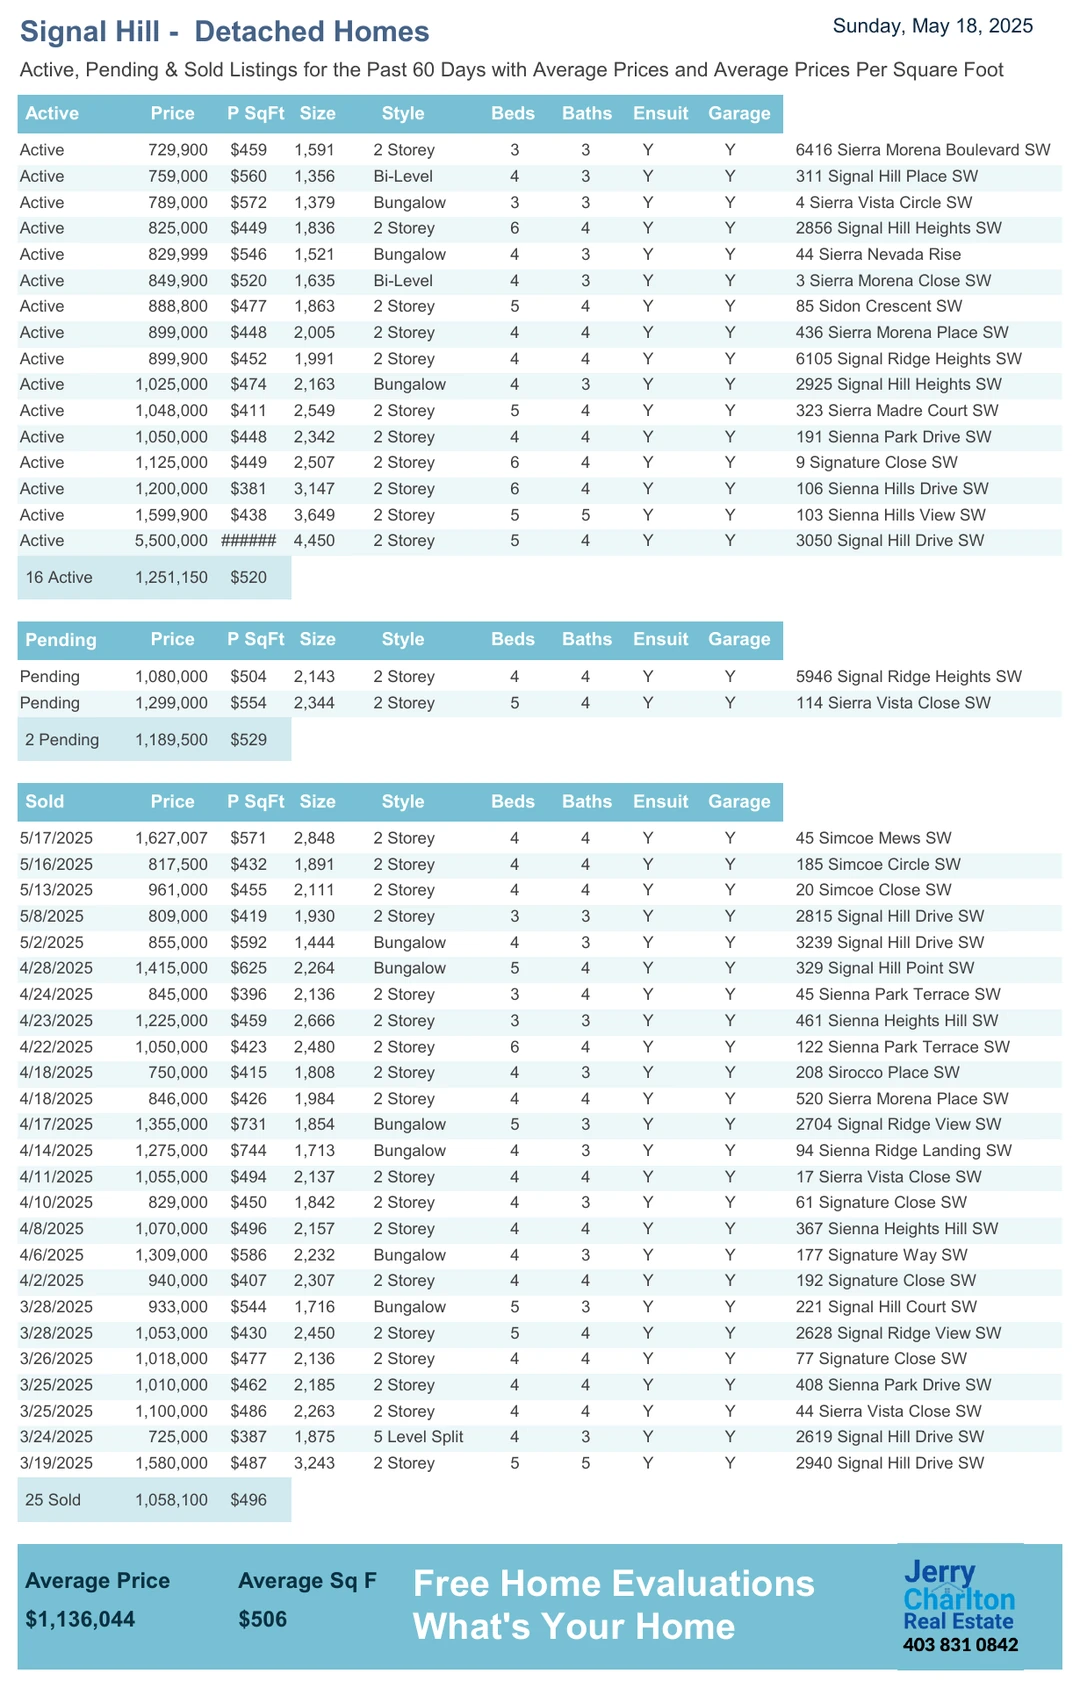 Signal Hill - Detached Homes
Sunday, May 18, 2025
Active, Pending & Sold Listings for the Past 60 Days with Average Prices and Average Prices Per Square Foot
Active Price P SqFt Size Style Beds Baths Ensuit Garage
Active 729,900 $459 1,591 2 Storey 3 3 Y Y 6416 Sierra Morena Boulevard SW
Active 759,000 $560 1,356 Bi-Level 4 3 Y Y 311 Signal Hill Place SW
Active 789,000 $572 1,379 Bungalow 3 3 Y Y 4 Sierra Vista Circle SW
Active 825,000 $449 1,836 2 Storey 6 4 Y Y 2856 Signal Hill Heights SW
Active 829,999 $546 1,521 Bungalow 4 3 Y Y 44 Sierra Nevada Rise
Active 849,900 $520 1,635 Bi-Level 4 3 Y Y 3 Sierra Morena Close SW
Active 888,800 $477 1,863 2 Storey 5 4 Y Y 85 Sidon Crescent SW
Active 899,000 $448 2,005 2 Storey 4 4 Y Y 436 Sierra Morena Place SW
Active 899,900 $452 1,991 2 Storey 4 4 Y Y 6105 Signal Ridge Heights SW
Active 1,025,000 $474 2,163 Bungalow 4 3 Y Y 2925 Signal Hill Heights SW
Active 1,048,000 $411 2,549 2 Storey 5 4 Y Y 323 Sierra Madre Court SW
Active 1,050,000 $448 2,342 2 Storey 4 4 Y Y 191 Sienna Park Drive SW
Active 1,125,000 $449 2,507 2 Storey 6 4 Y Y 9 Signature Close SW
Active 1,200,000 $381 3,147 2 Storey 6 4 Y Y 106 Sienna Hills Drive SW
Active 1,599,900 $438 3,649 2 Storey 5 5 Y Y 103 Sienna Hills View SW
Active 5,500,000 ###### 4,450 2 Storey 5 4 Y Y 3050 Signal Hill Drive SW
16 Active 1,251,150 $520
Pending Price P SqFt Size Style Beds Baths Ensuit Garage
Pending 1,080,000 $504 2,143 2 Storey 4 4 Y Y 5946 Signal Ridge Heights SW
Pending 1,299,000 $554 2,344 2 Storey 5 4 Y Y 114 Sierra Vista Close SW
2 Pending 1,189,500 $529
Sold Price P SqFt Size Style Beds Baths Ensuit Garage
5/17/2025 1,627,007 $571 2,848 2 Storey 4 4 Y Y 45 Simcoe Mews SW
5/16/2025 817,500 $432 1,891 2 Storey 4 4 Y Y 185 Simcoe Circle SW
5/13/2025 961,000 $455 2,111 2 Storey 4 4 Y Y 20 Simcoe Close SW
5/8/2025 809,000 $419 1,930 2 Storey 3 3 Y Y 2815 Signal Hill Drive SW
5/2/2025 855,000 $592 1,444 Bungalow 4 3 Y Y 3239 Signal Hill Drive SW
4/28/2025 1,415,000 $625 2,264 Bungalow 5 4 Y Y 329 Signal Hill Point SW
4/24/2025 845,000 $396 2,136 2 Storey 3 4 Y Y 45 Sienna Park Terrace SW
4/23/2025 1,225,000 $459 2,666 2 Storey 3 3 Y Y 461 Sienna Heights Hill SW
4/22/2025 1,050,000 $423 2,480 2 Storey 6 4 Y Y 122 Sienna Park Terrace SW
4/18/2025 750,000 $415 1,808 2 Storey 4 3 Y Y 208 Sirocco Place SW
4/18/2025 846,000 $426 1,984 2 Storey 4 4 Y Y 520 Sierra Morena Place SW
4/17/2025 1,355,000 $731 1,854 Bungalow 5 3 Y Y 2704 Signal Ridge View SW
4/14/2025 1,275,000 $744 1,713 Bungalow 4 3 Y Y 94 Sienna Ridge Landing SW
4/11/2025 1,055,000 $494 2,137 2 Storey 4 4 Y Y 17 Sierra Vista Close SW
4/10/2025 829,000 $450 1,842 2 Storey 4 3 Y Y 61 Signature Close SW
4/8/2025 1,070,000 $496 2,157 2 Storey 4 4 Y Y 367 Sienna Heights Hill SW
4/6/2025 1,309,000 $586 2,232 Bungalow 4 3 Y Y 177 Signature Way SW
4/2/2025 940,000 $407 2,307 2 Storey 4 4 Y Y 192 Signature Close SW
3/28/2025 933,000 $544 1,716 Bungalow 5 3 Y Y 221 Signal Hill Court SW
3/28/2025 1,053,000 $430 2,450 2 Storey 5 4 Y Y 2628 Signal Ridge View SW
3/26/2025 1,018,000 $477 2,136 2 Storey 4 4 Y Y 77 Signature Close SW
3/25/2025 1,010,000 $462 2,185 2 Storey 4 4 Y Y 408 Sienna Park Drive SW
3/25/2025 1,100,000 $486 2,263 2 Storey 4 4 Y Y 44 Sierra Vista Close SW
3/24/2025 725,000 $387 1,875 5 Level Split 4 3 Y Y 2619 Signal Hill Drive SW
3/19/2025 1,580,000 $487 3,243 2 Storey 5 5 Y Y 2940 Signal Hill Drive SW
25 Sold 1,058,100 $496
Average Price Average Sq F
$1,136,044 $506
Free Home Evaluations
What's Your Home
Jerry
Charlton
Real Estate
403 831 0842